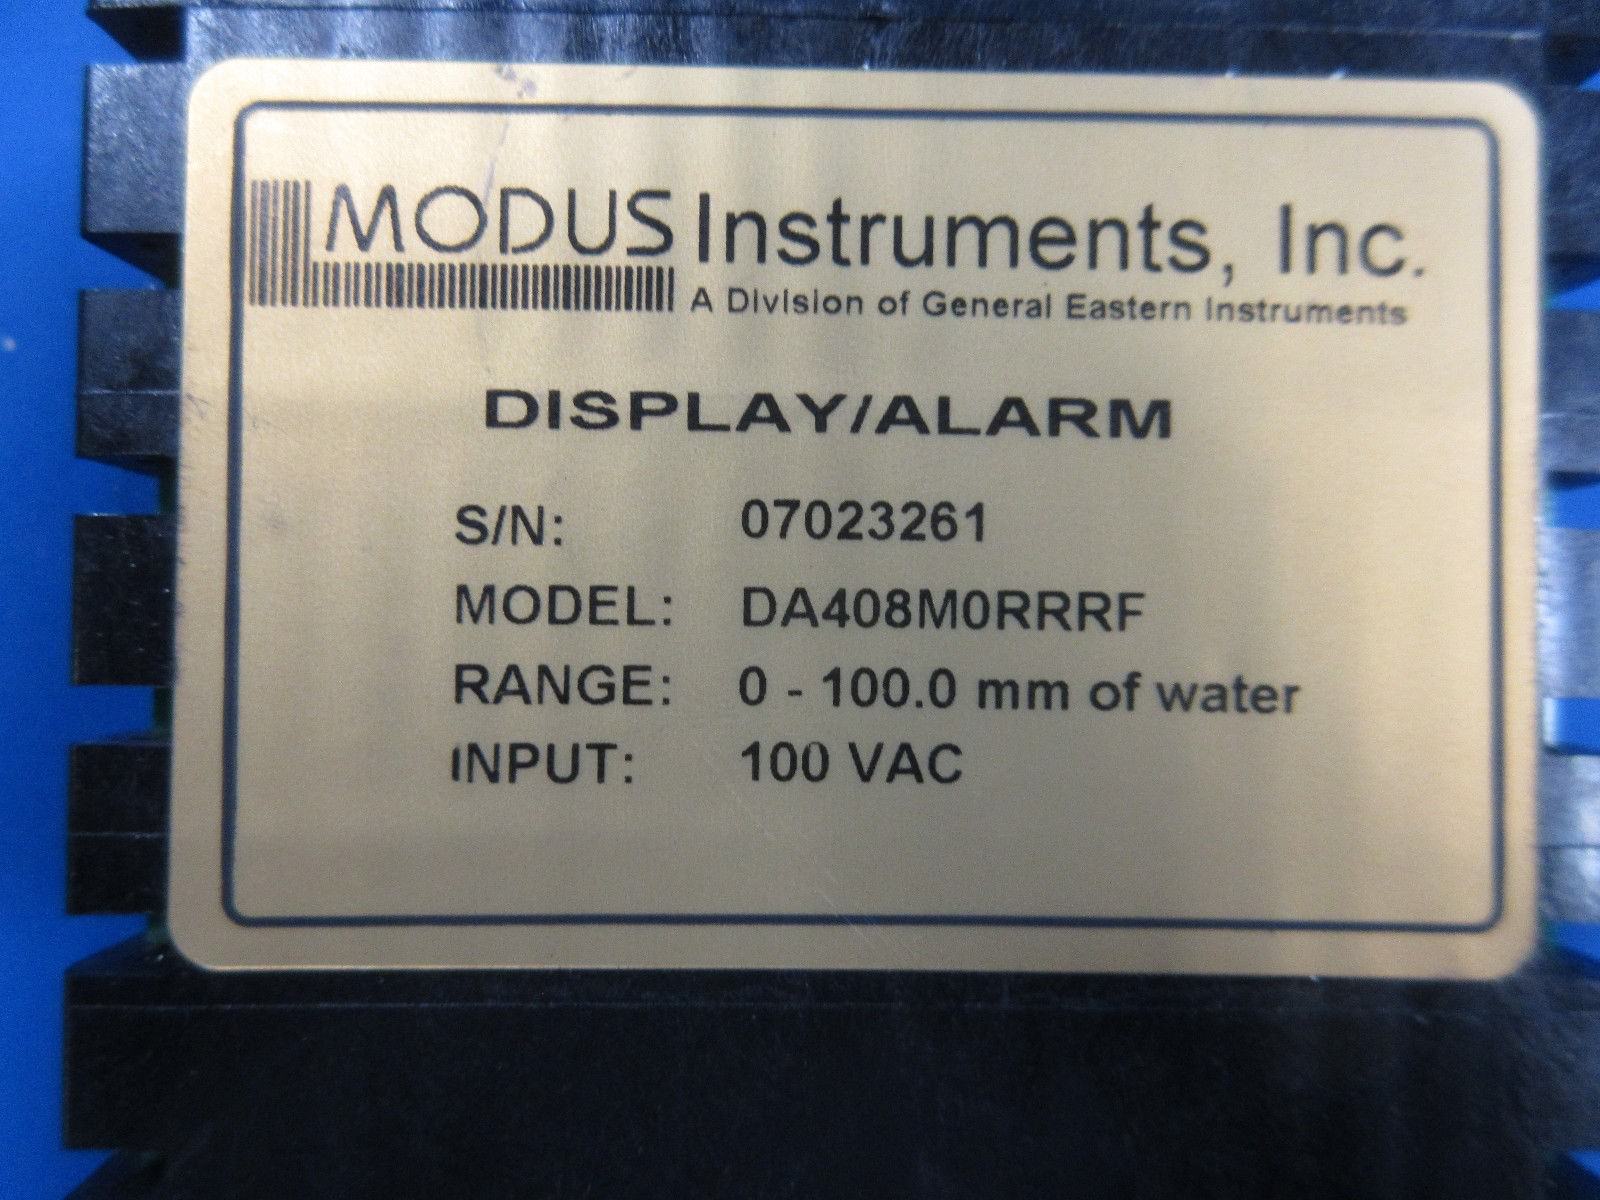 MODUS Instruments, Inc.
A Division of General Eastern Instruments
DISPLAY/ALARM
S/N: 07023261
MODEL: DA408M0RRRF
RANGE: 0 - 100.0 mm of water
INPUT: 100 VAC